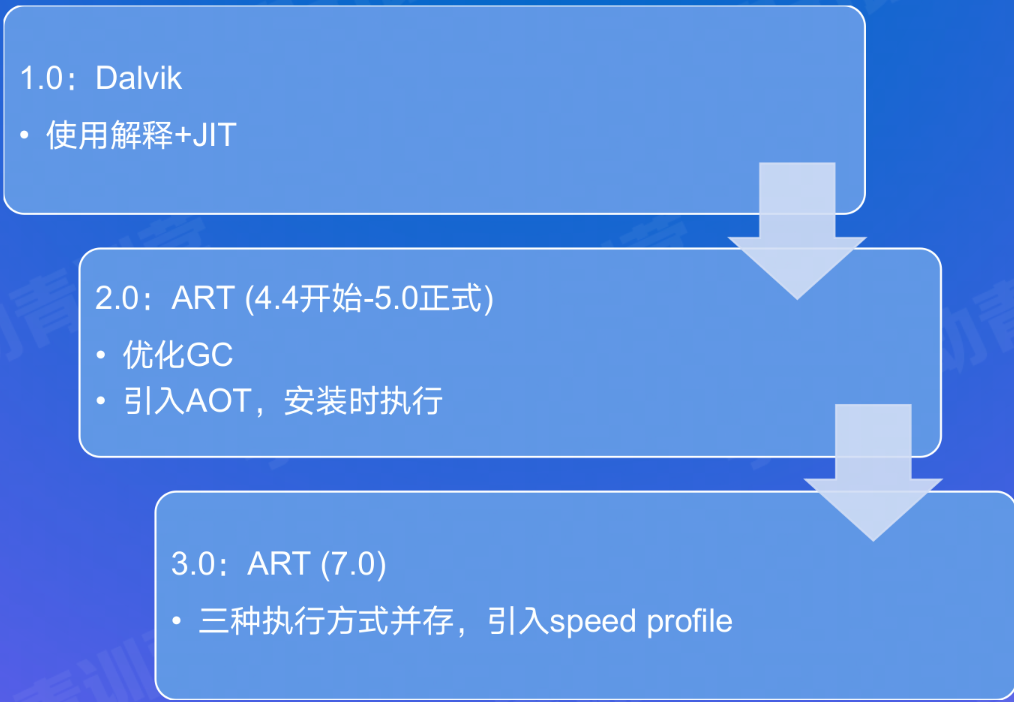 1.0：Dalvik
• 使用解释+JIT
2.0：ART (4.4开始-5.0正式)
• 优化GC
• 引入AOT，安装时执行
3.0：ART (7.0)
• 三种执行方式并存，引入speed profile